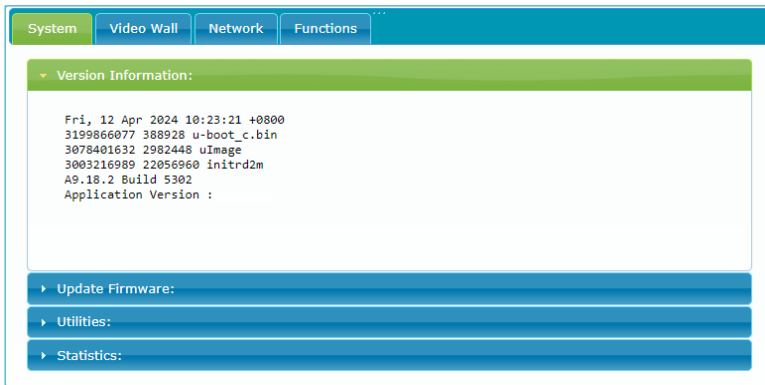 System Video Wall Network Functions
Version Information:
Fri, 12 Apr 2024 10:23:21 +0800
3199866077 388928 u-boot_c.bin
3078401632 2982448 uImage
3003216989 22056960 initrd2m
A9.18.2 Build 5302
Application Version :
Update Firmware:
Utilities:
Statistics: